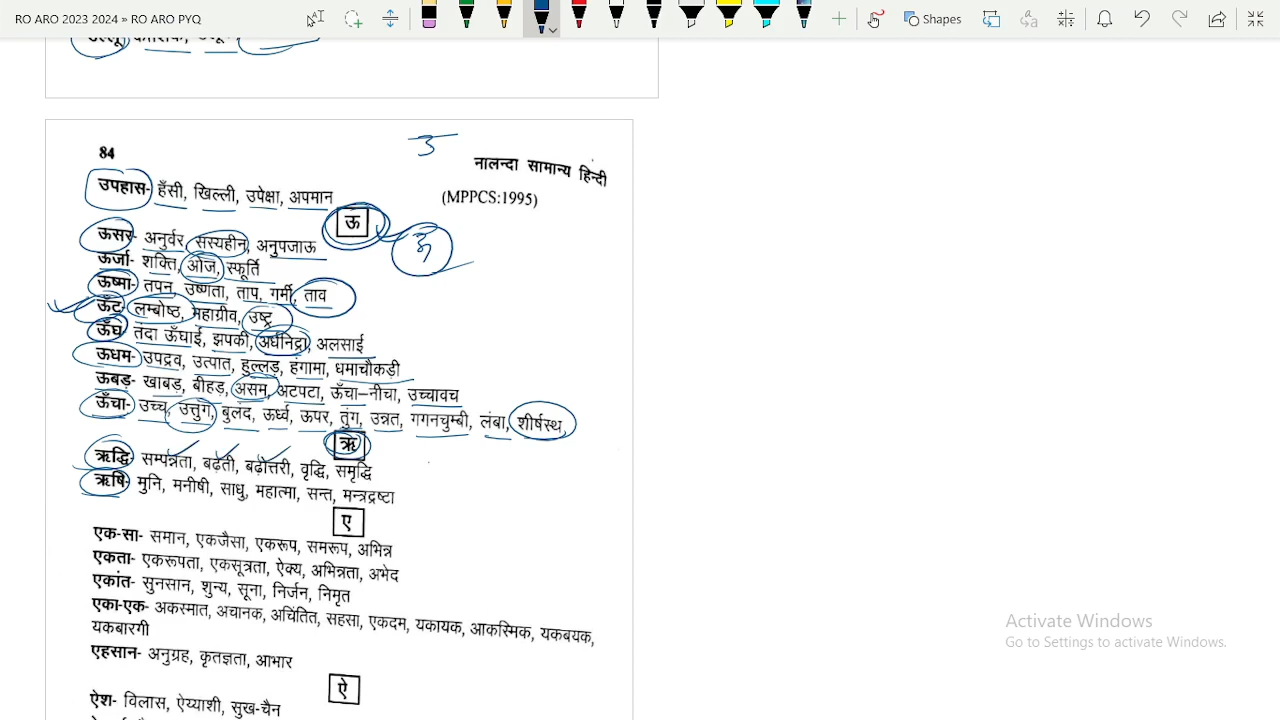 RO ARO 2023 2024 » RO ARO PYQ
Shapes
84
नालन्दा सामान्य हिन्दी
उपहास- हँसी, खिल्ली, उपेक्षा, अपमान
(MPPCS:1995)
ऊ
ऊसर- अनुर्वर, सस्यहीन, अनुपजाऊ
ऊर्जा- शक्ति, ओज, स्फूर्ति
ऊष्मा- तपन, उष्णता, ताप, गर्मी, ताव
ऊँट- लम्बोष्ठ, महाग्रीव, उष्ट्र
ऊँघ- तंदा ऊँघाई, झपकी, अर्धनिद्रा, अलसाई
ऊधम- उपद्रव, उत्पात, हुल्लड़, हंगामा, धमाचौकड़ी
ऊबड़- खाबड़, बीहड़, असम, अटपटा, ऊँचा–नीचा, उच्चावच
ऊँचा- उच्च, उत्तुंग, बुलंद, ऊर्ध्व, ऊपर, तुंग, उन्नत, गगनचुम्बी, लंबा, शीर्षस्थ,
ऋ
ऋद्धि- सम्पन्नता, बढ़ती, बढ़ोत्तरी, वृद्धि, समृद्धि
ऋषि- मुनि, मनीषी, साधु, महात्मा, सन्त, मन्त्रद्रष्टा
ए
एक-सा- समान, एकजैसा, एकरूप, समरूप, अभिन्न
एकता- एकरूपता, एकसूत्रता, ऐक्य, अभिन्नता, अभेद
एकांत- सुनसान, शुन्य, सूना, निर्जन, निमृत
एका-एक- अकस्मात, अचानक, अचिंतित, सहसा, एकदम, यकायक, आकस्मिक, यकबयक,
यकबारगी
एहसान- अनुग्रह, कृतज्ञता, आभार
ऐ
ऐश- विलास, ऐय्याशी, सुख-चैन
Activate Windows
Go to Settings to activate Windows.